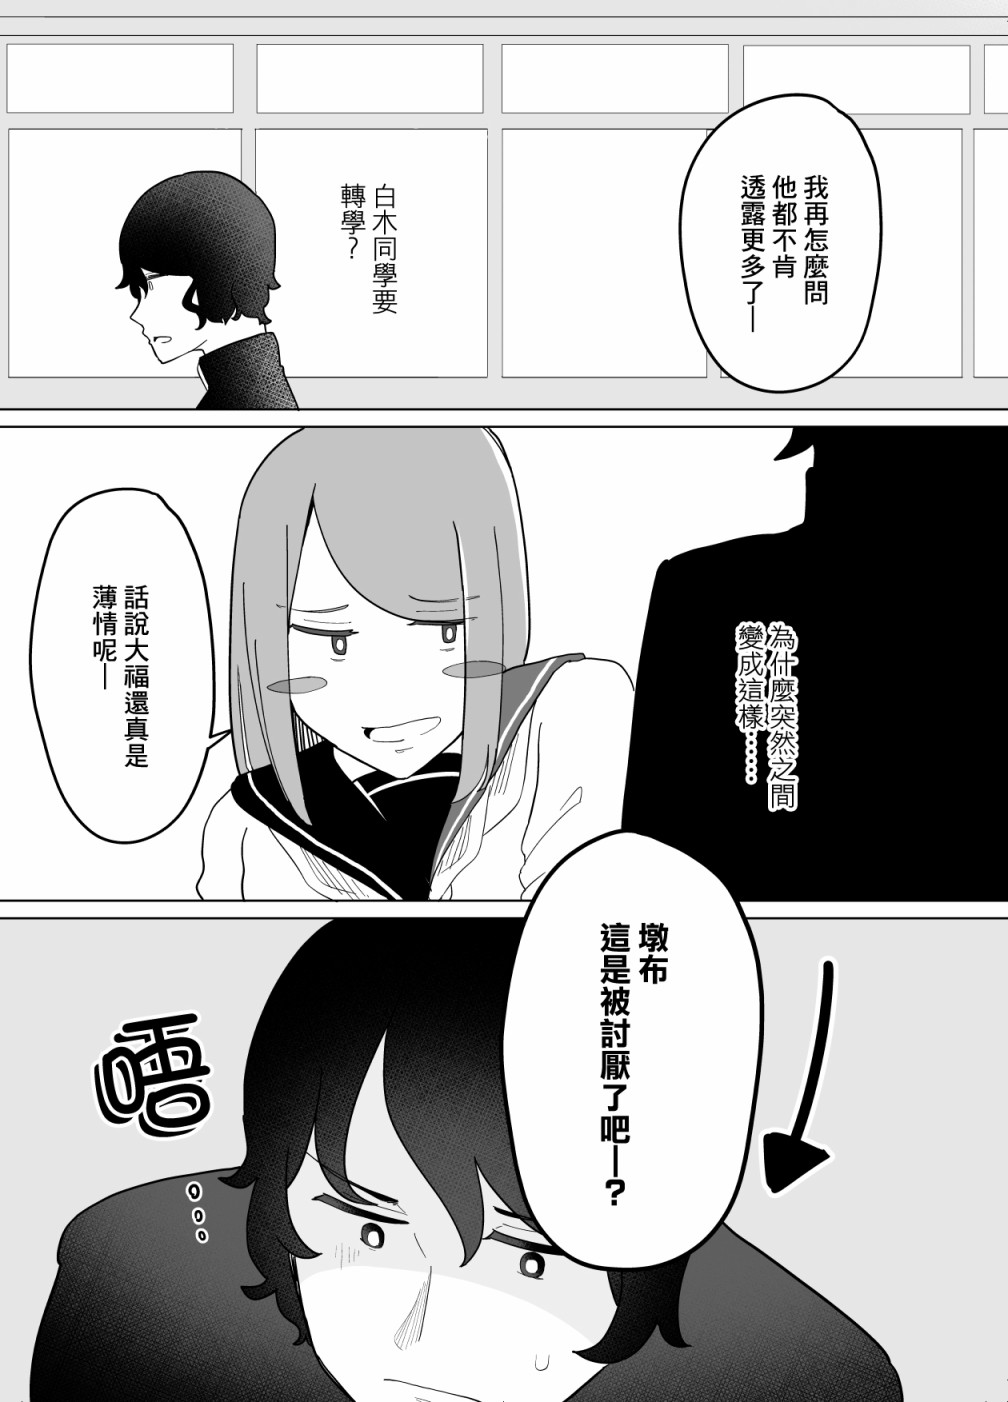 我再怎麼問
他都不肯
透露更多了—
白木同學要
轉學？
為什麼突然之間
變成這樣……
話說大福還真是
薄情呢—
墩布
這是被討厭了吧—？
唔